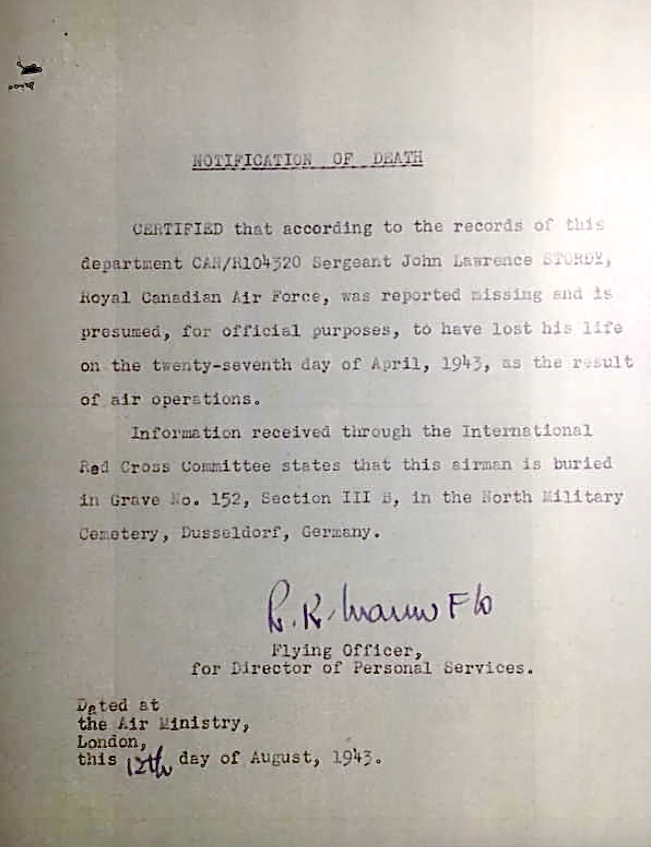 NOTIFICATION OF DEATH
CERTIFIED that according to the records of this
department CAN/R104320 Sergeant John Lawrence STORDY,
Royal Canadian Air Force, was reported missing and is
presumed, for official purposes, to have lost his life
on the twenty-seventh day of April, 1943, as the result
of air operations.
Information received through the International
Red Cross Committee states that this airman is buried
in Grave No. 152, Section III B, in the North Military
Cemetery, Dusseldorf, Germany.
R. R. F/O
Flying Officer,
for Director of Personal Services.
Dated at
the Air Ministry,
London,
this 12th day of August, 1943.